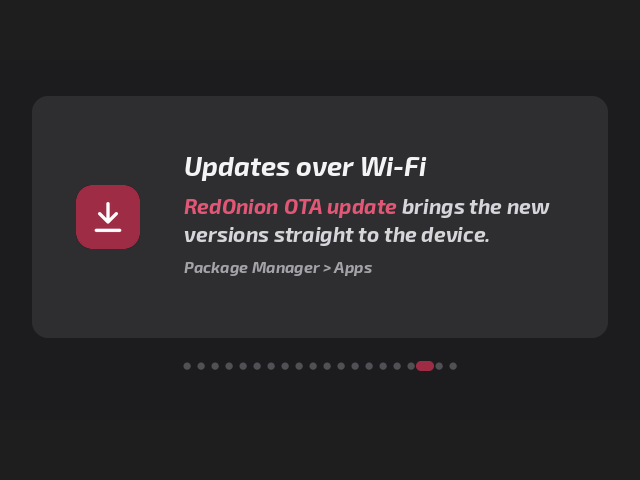 Updates over Wi-Fi
RedOnion OTA update brings the new
versions straight to the device.
Package Manager > Apps